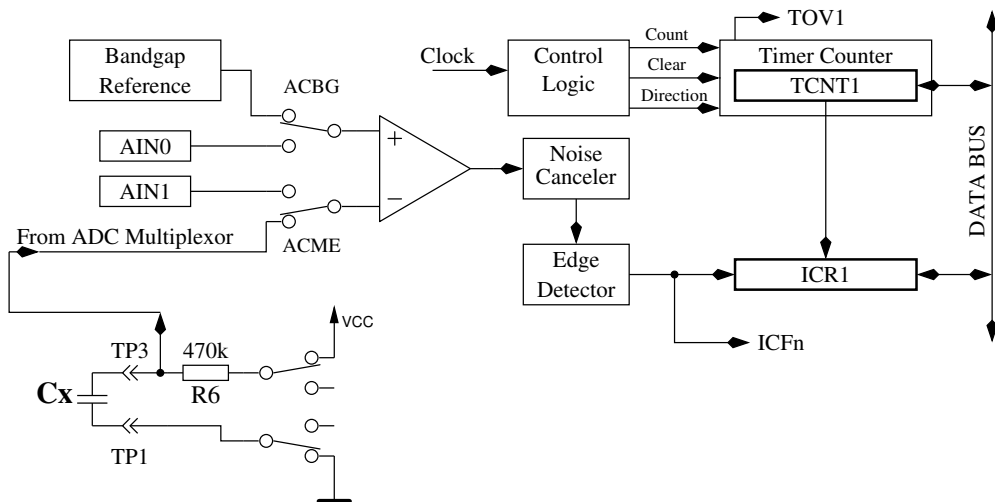 TOV1
Bandgap
Reference
ACBG
Clock
Control
Logic
Count
Clear
Direction
Timer Counter
TCNT1
AIN0
+
AIN1
−
Noise
Canceler
DATA BUS
From ADC Multiplexor
ACME
Edge
Detector
ICR1
VCC
ICFn
TP3
470k
R6
Cx
TP1